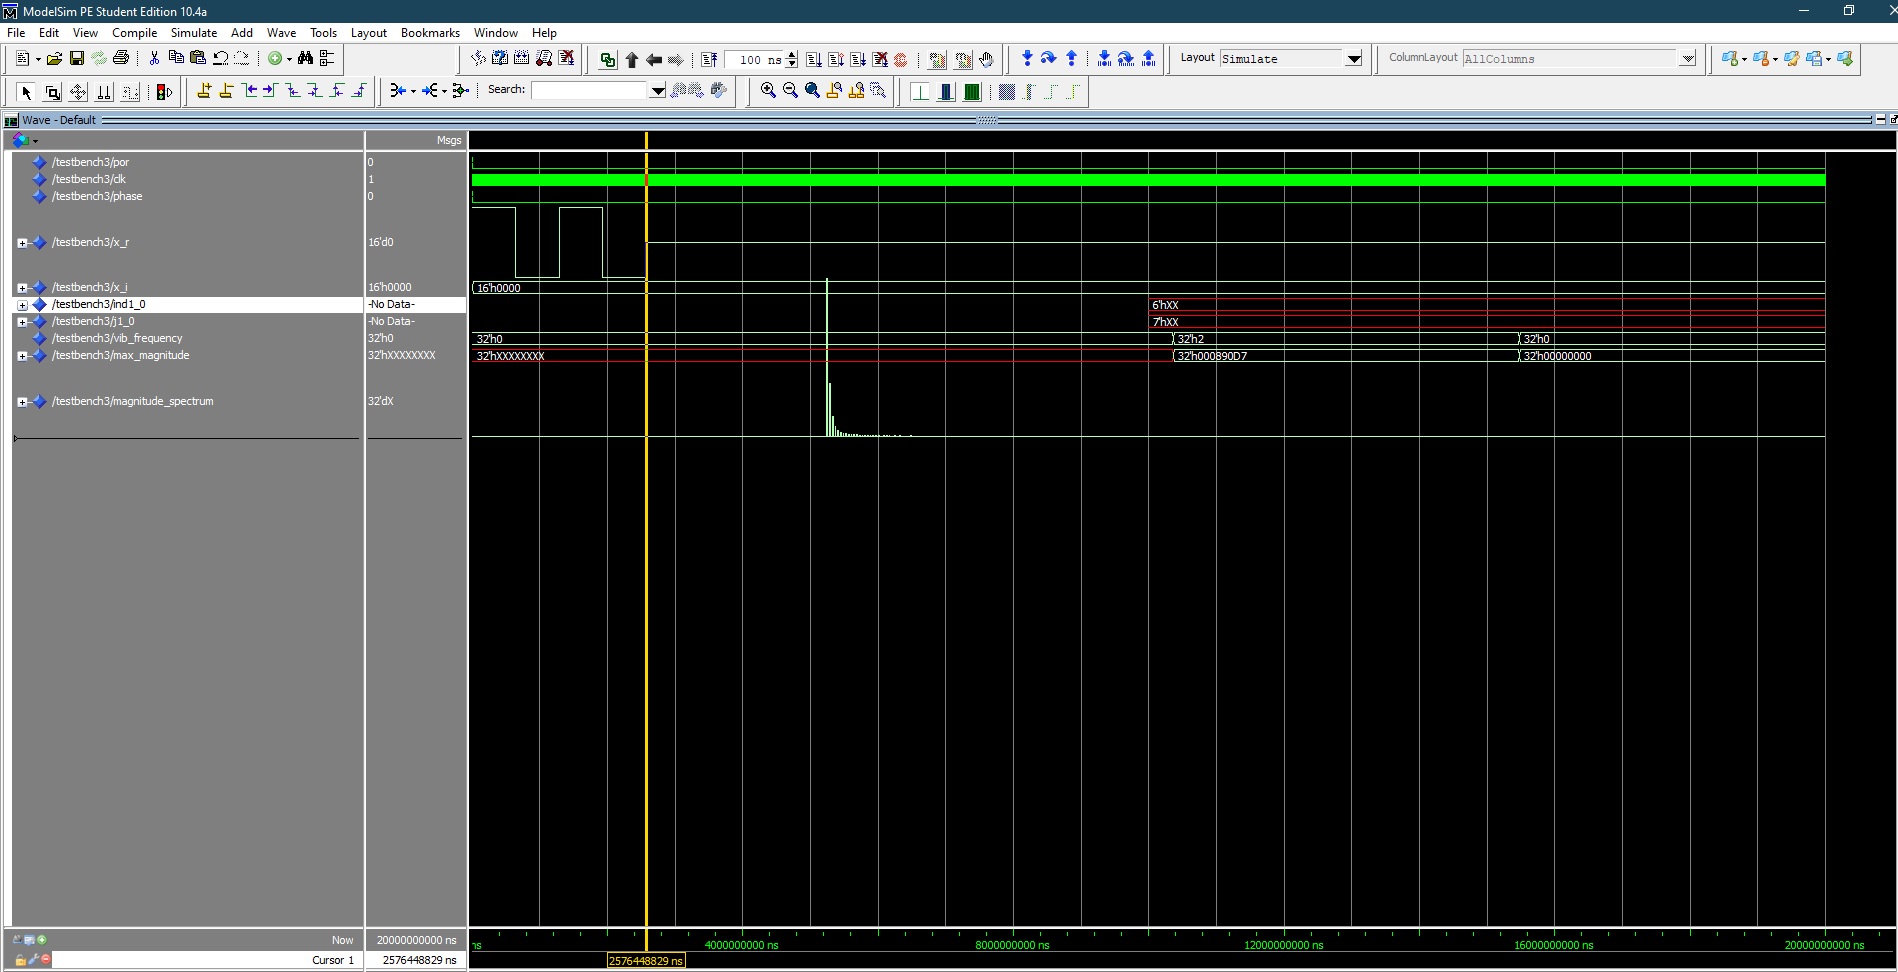 ModelSim PE Student Edition 10.4a
File Edit View Compile Simulate Add Wave Tools Layout Bookmarks Window Help
100 ns
Layout Simulate
ColumnLayout AllColumns
Search:
Wave - Default
Msgs
/testbench3/por 0
/testbench3/clk 1
/testbench3/phase 0
/testbench3/x_r 16'd0
/testbench3/x_i 16'h0000 16'h0000
/testbench3/ind1_0 -No Data- 6'hXX
/testbench3/j1_0 -No Data- 7'hXX
/testbench3/vib_frequency 32'h0 32'h0 32'h2 32'h0
/testbench3/max_magnitude 32'hXXXXXXXX 32'hXXXXXXXX 32'h000890D7 32'h00000000
/testbench3/magnitude_spectrum 32'dX
Now 20000000000 ns ns 4000000000 ns 8000000000 ns 12000000000 ns 16000000000 ns 20000000000 ns
Cursor 1 2576448829 ns 2576448829 ns